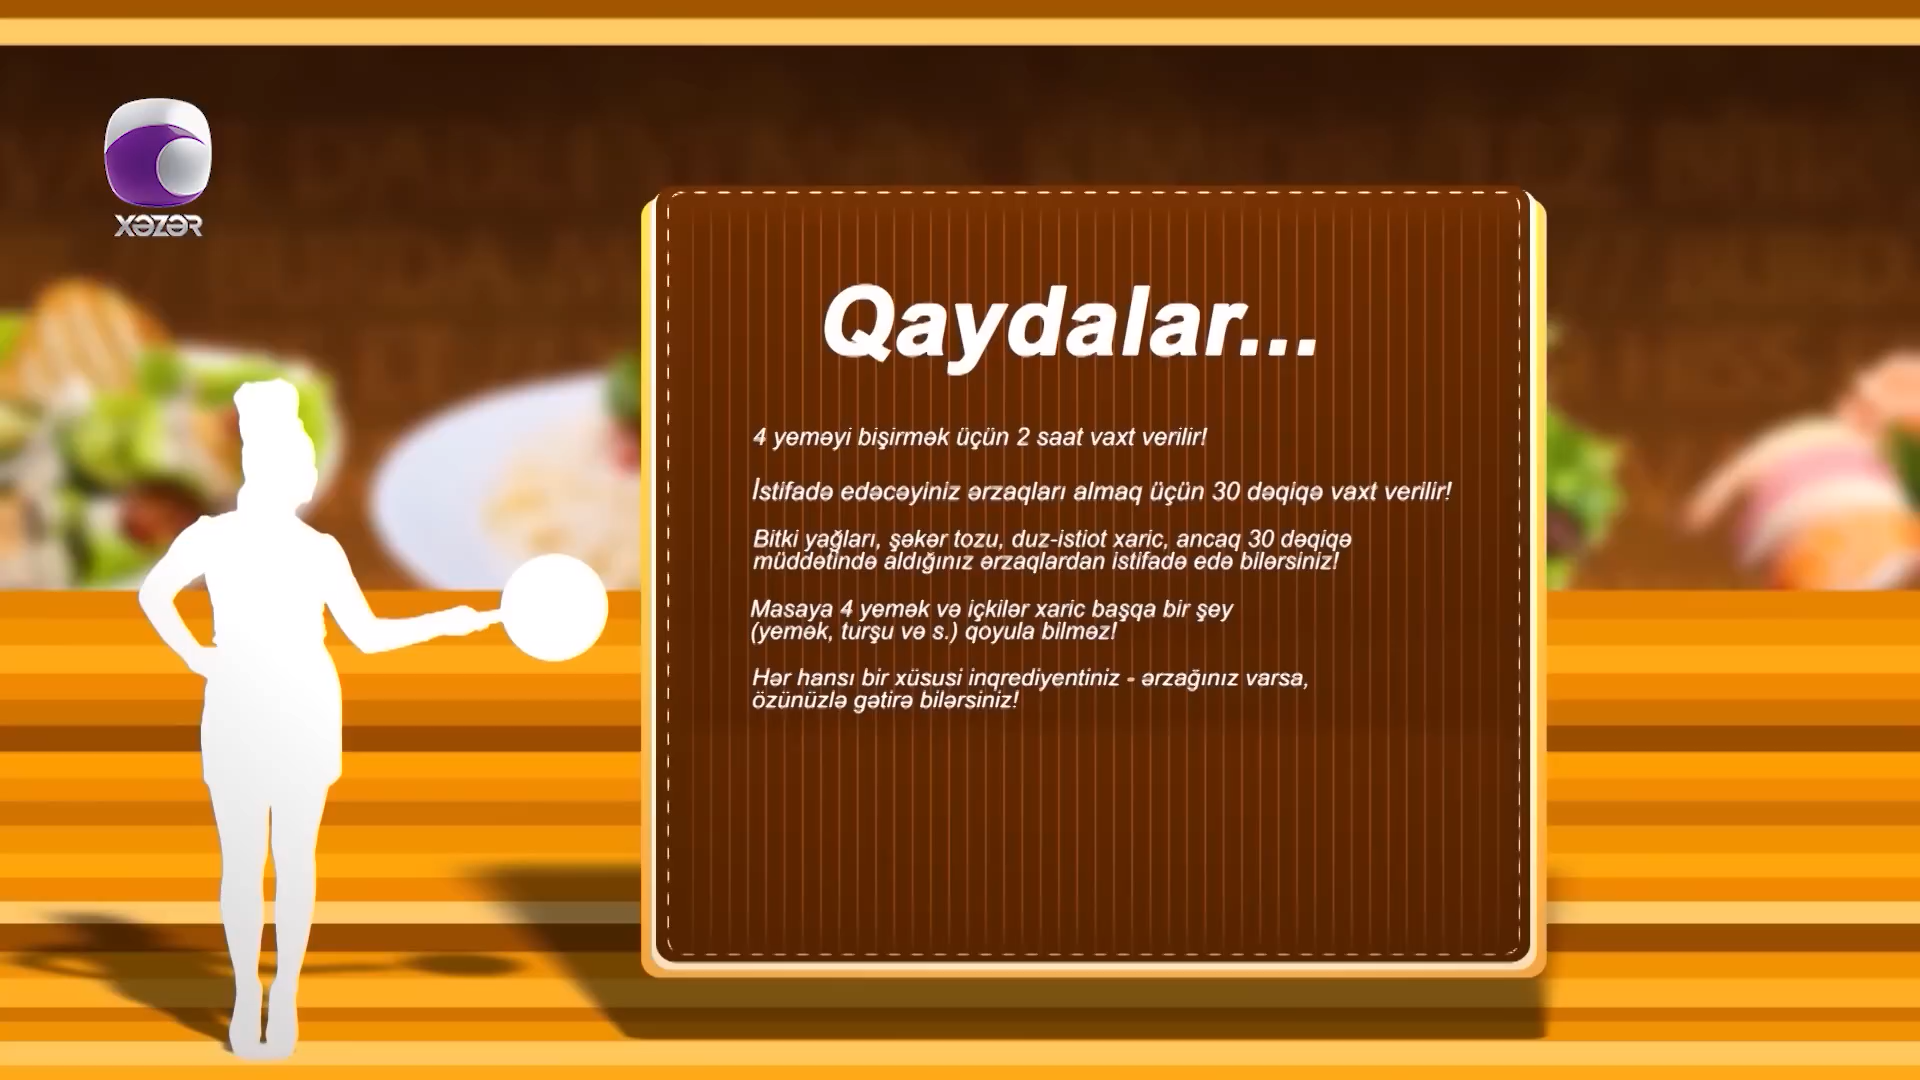 XƏZƏR
Qaydalar...
4 yeməyi bişirmək üçün 2 saat vaxt verilir!
İstifadə edəcəyiniz ərzaqları almaq üçün 30 dəqiqə vaxt verilir!
Bitki yağları, şəkər tozu, duz-istiot xaric, ancaq 30 dəqiqə
müddətində aldığınız ərzaqlardan istifadə edə bilərsiniz!
Masaya 4 yemək və içkilər xaric başqa bir şey
(yemək, turşu və s.) qoyula bilməz!
Hər hansı bir xüsusi inqrediyentiniz - ərzağınız varsa,
özünüzlə gətirə bilərsiniz!